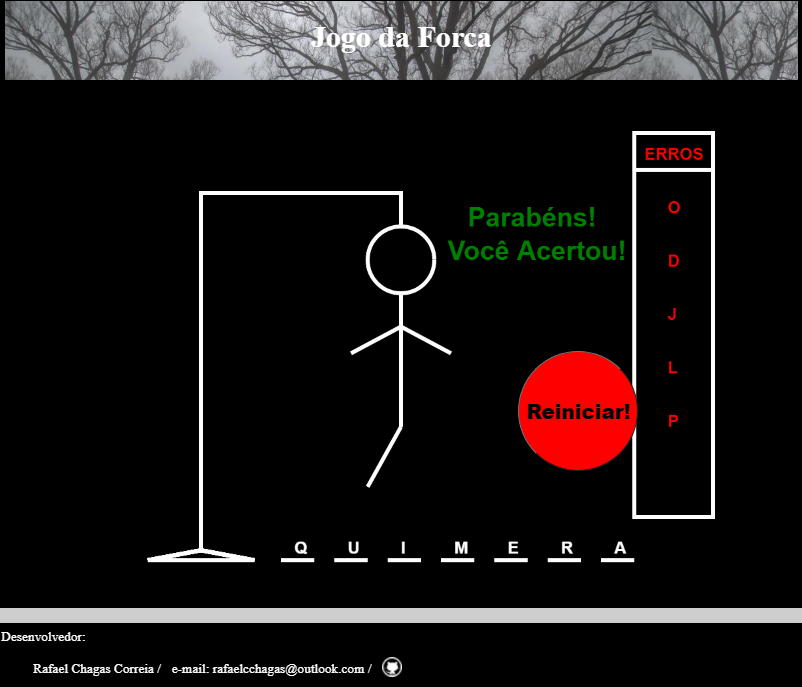 Jogo da Forca
ERROS
O
D
J
L
P
Parabéns!
Você Acertou!
Reiniciar!
Q U I M E R A
Desenvolvedor:
Rafael Chagas Correia / e-mail: rafaelcchagas@outlook.com /